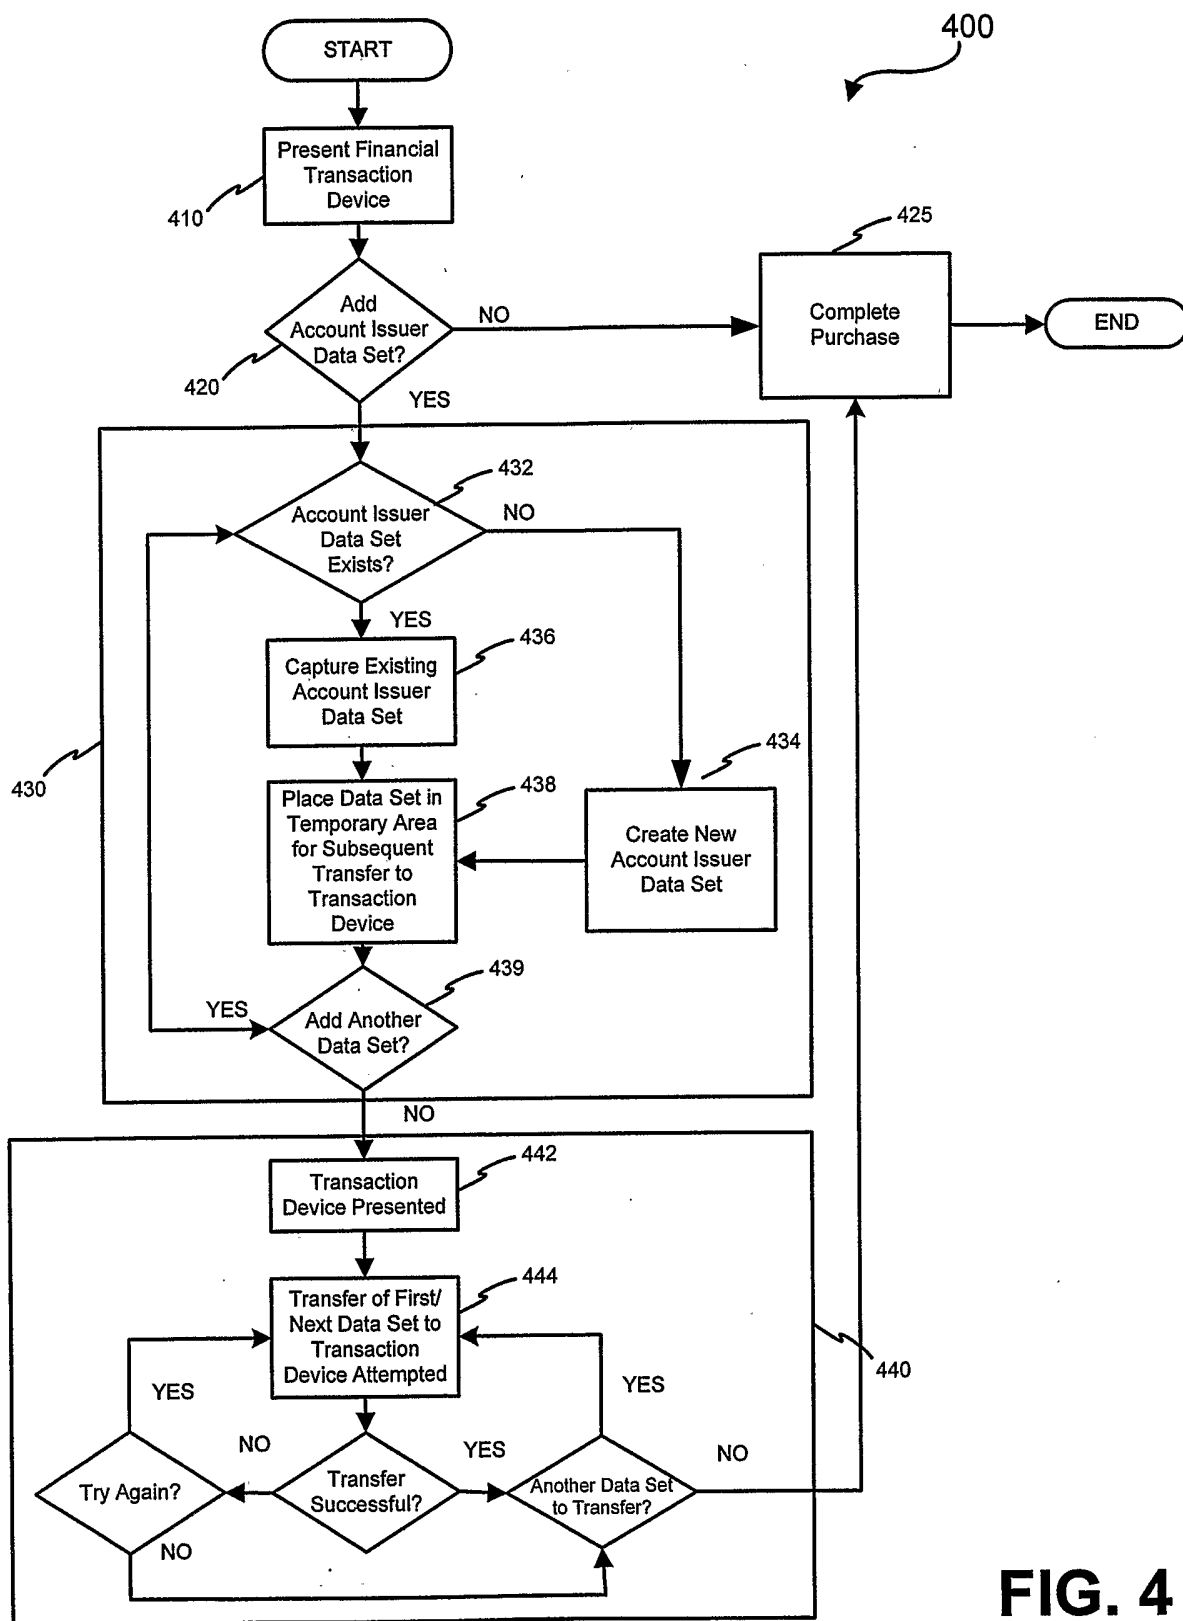 START
400
Present Financial
Transaction
Device
410
425
Add
Account Issuer
Data Set?
NO
Complete
Purchase
END
420
YES
432
Account Issuer
Data Set
Exists?
NO
YES
436
Capture Existing
Account Issuer
Data Set
430
434
438
Place Data Set in
Temporary Area
for Subsequent
Transfer to
Transaction
Device
Create New
Account Issuer
Data Set
439
YES
Add Another
Data Set?
NO
442
Transaction
Device Presented
444
Transfer of First/
Next Data Set to
Transaction
Device Attempted
440
YES
YES
NO
YES
NO
Try Again?
Transfer
Successful?
Another Data Set
to Transfer?
NO
FIG. 4